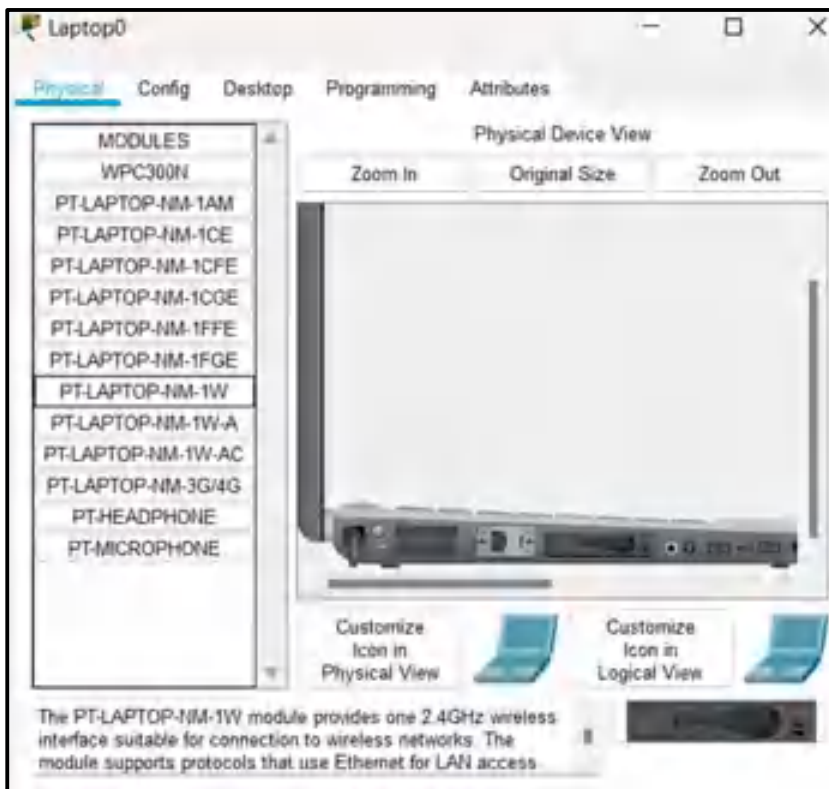 Laptop0
Physical Config Desktop Programming Attributes
MODULES
WPC300N
PT-LAPTOP-NM-1AM
PT-LAPTOP-NM-1CE
PT-LAPTOP-NM-1CFE
PT-LAPTOP-NM-1CGE
PT-LAPTOP-NM-1FFE
PT-LAPTOP-NM-1FGE
PT-LAPTOP-NM-1W
PT-LAPTOP-NM-1W-A
PT-LAPTOP-NM-1W-AC
PT-LAPTOP-NM-3G/4G
PT-HEADPHONE
PT-MICROPHONE
Physical Device View
Zoom In Original Size Zoom Out
Customize
Icon in
Physical View
Customize
Icon in
Logical View
The PT-LAPTOP-NM-1W module provides one 2.4GHz wireless
interface suitable for connection to wireless networks. The
module supports protocols that use Ethernet for LAN access